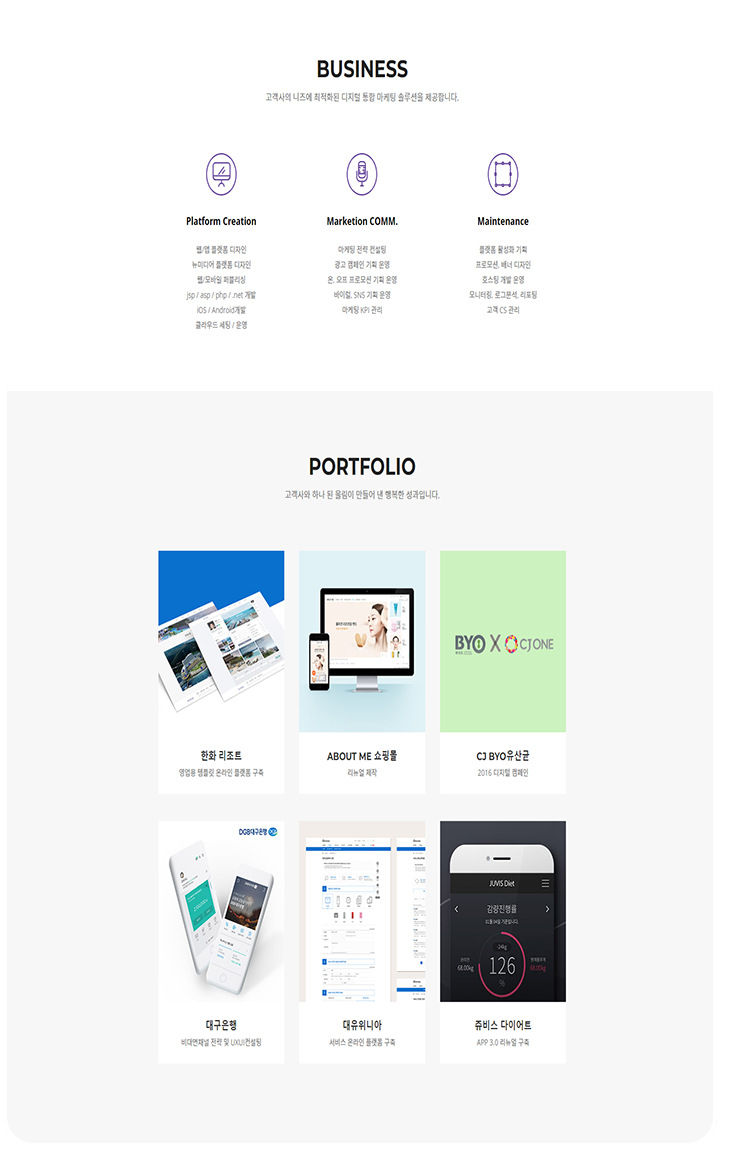 BUSINESS
고객사의 니즈에 최적화된 디지털 통합 마케팅 솔루션을 제공합니다.
Platform Creation
웹/앱 플랫폼 디자인
뉴미디어 플랫폼 디자인
웹/모바일 퍼블리싱
jsp / asp / php / .net 개발
iOS / Android개발
클라우드 세팅 / 운영
Marketion COMM.
마케팅 전략 컨설팅
광고 캠페인 기획 운영
온, 오프 프로모션 기획 운영
바이럴, SNS 기획 운영
마케팅 KPI 관리
Maintenance
플랫폼 활성화 기획
프로모션, 배너 디자인
호스팅 개발 운영
모니터링, 로그분석, 리포팅
고객 CS 관리
PORTFOLIO
고객사와 하나 된 울림이 만들어 낸 행복한 성과입니다.
한화 리조트
영업용 템플릿 온라인 플랫폼 구축
ABOUT ME 쇼핑몰
리뉴얼 제작
BYO X CJ ONE
CJ BYO유산균
2016 디지털 캠페인
DGB대구은행
대구은행
비대면채널 전략 및 UXUI컨설팅
대유위니아
서비스 온라인 플랫폼 구축
JUVIS Diet
감량진행률
-24kg
68.00kg
126
%
68.00kg
쥬비스 다이어트
APP 3.0 리뉴얼 구축